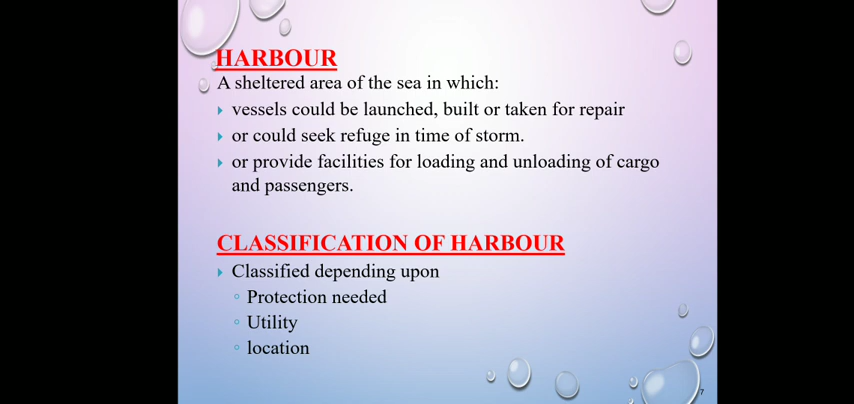 HARBOUR
A sheltered area of the sea in which:
vessels could be launched, built or taken for repair
or could seek refuge in time of storm.
or provide facilities for loading and unloading of cargo
and passengers.
CLASSIFICATION OF HARBOUR
Classified depending upon
Protection needed
Utility
location
7